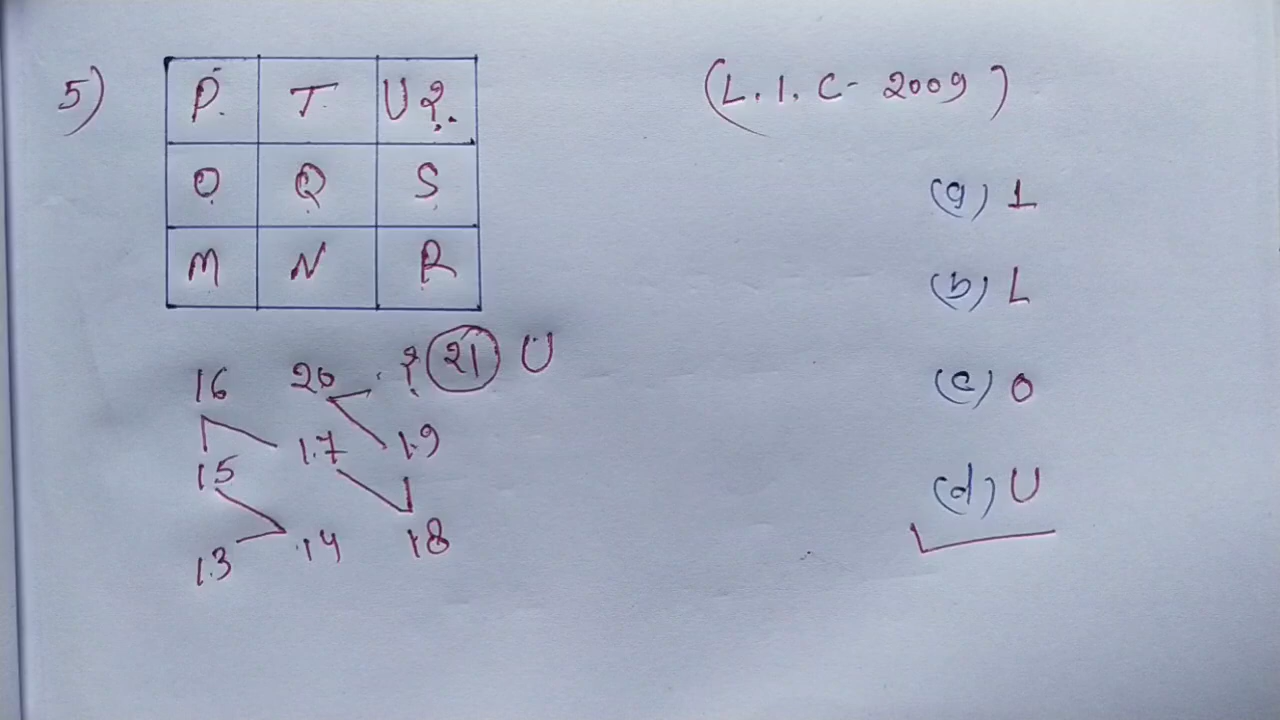 5) P T U ? (L.I.C- 2009)
O Q S (a) I
M N R (b) L
16 20 ? 21 U
15 17 19 (c) O
13 14 18 (d) U